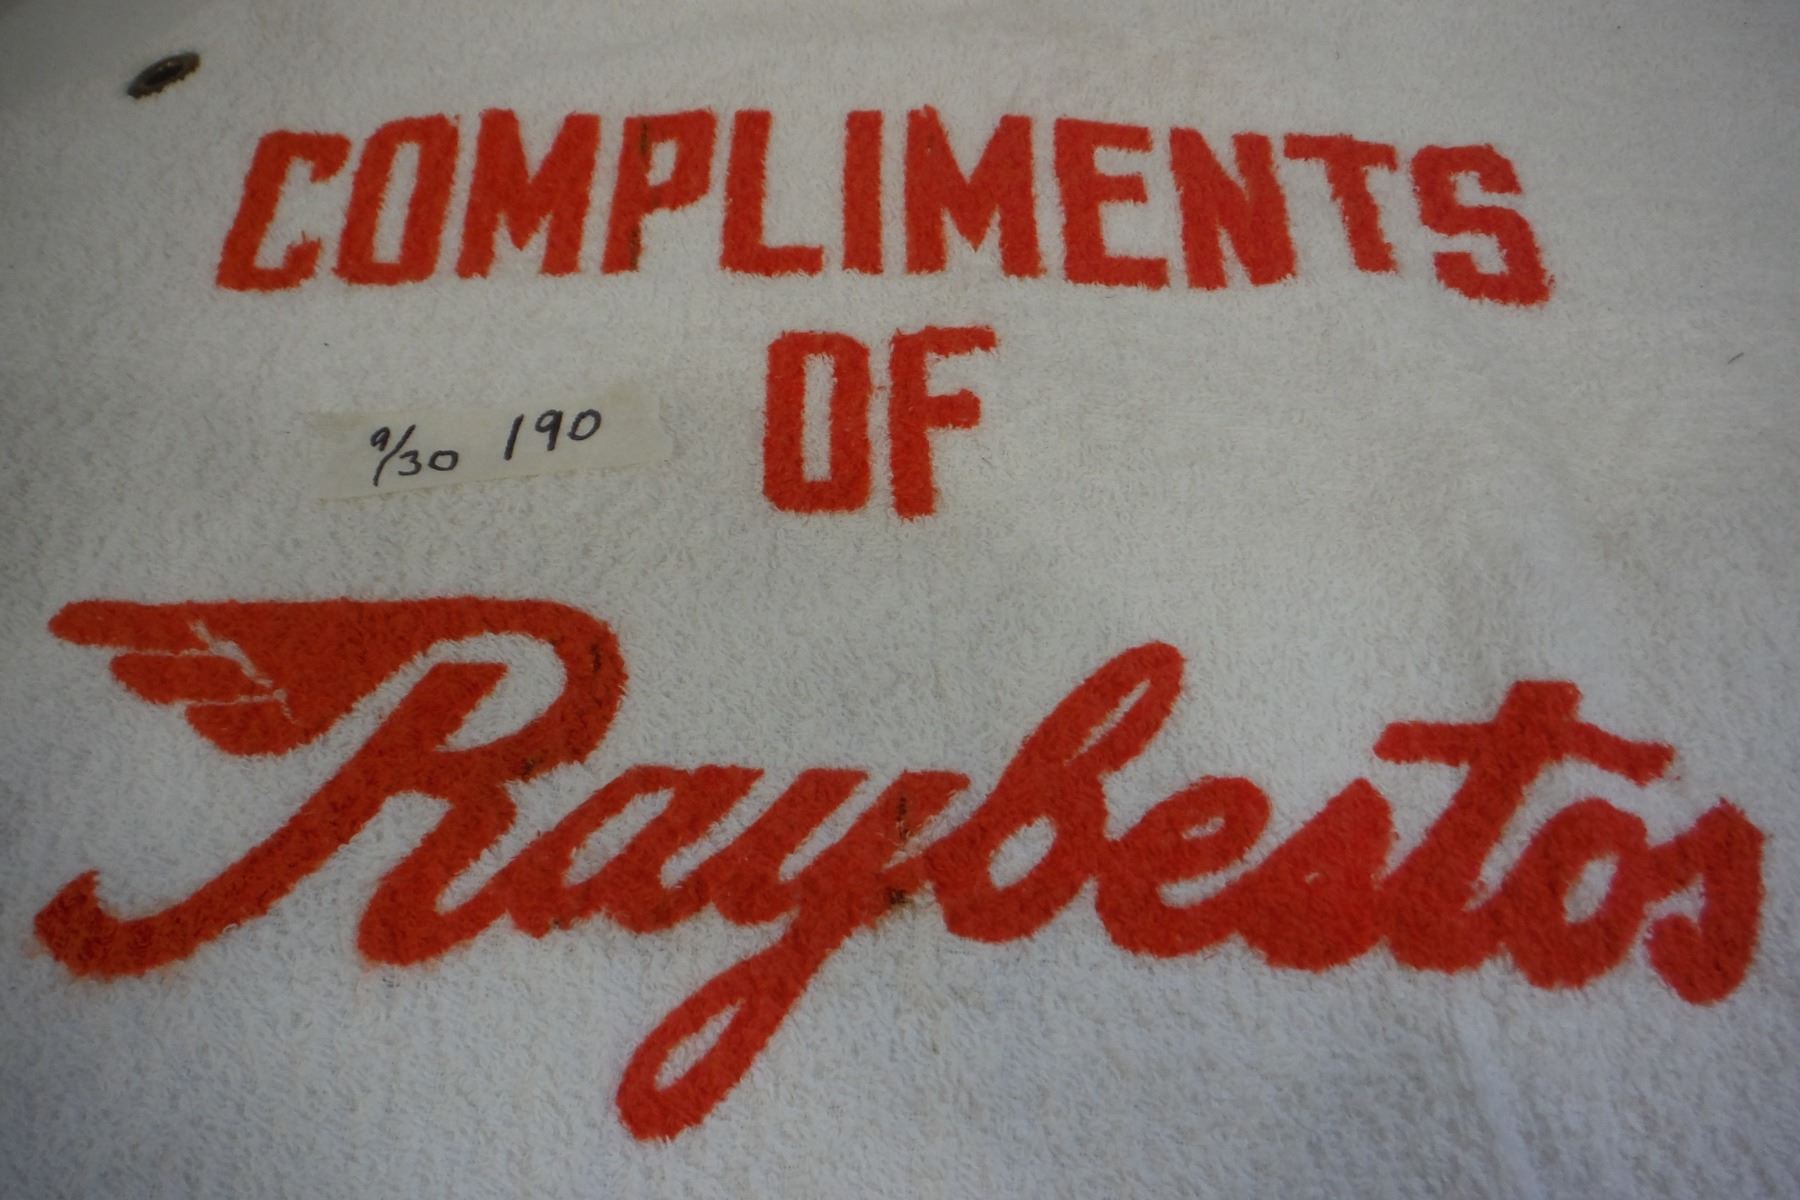 COMPLIMENTS
OF
9/30 190
Raybestos